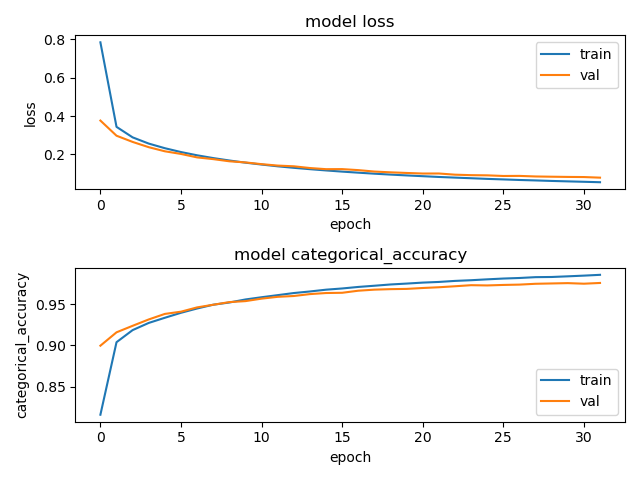 model loss
0.8
0.6
0.4
0.2
loss
train
val
0 5 10 15 20 25 30
epoch
model categorical_accuracy
0.95
0.90
0.85
categorical_accuracy
train
val
0 5 10 15 20 25 30
epoch